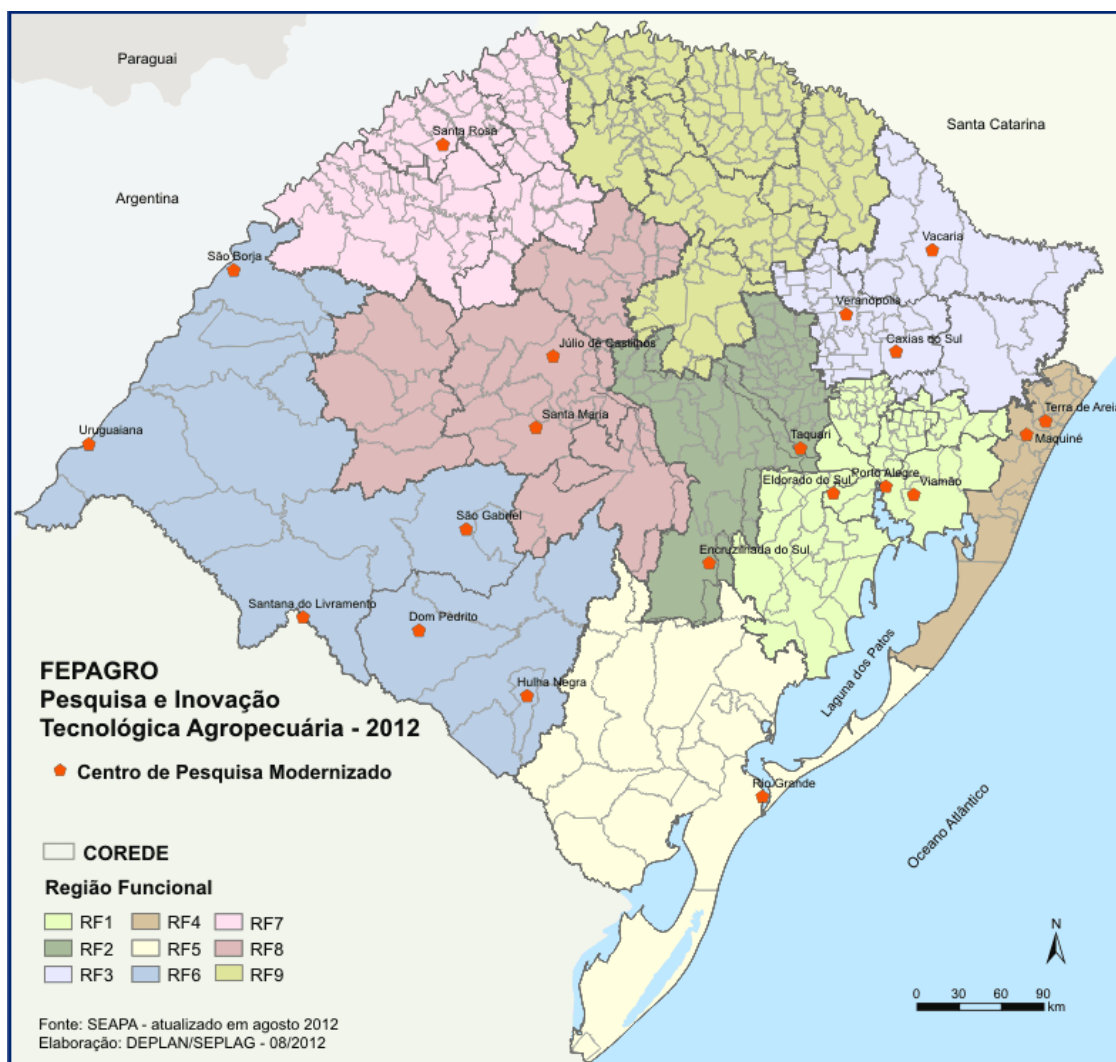 Paraguai
Santa Catarina
Santa Rosa
Argentina
Vacaria
São Borja
Veranópolis
Caxias do Sul
Júlio de Castilhos
Santa Maria
Terra de Areia
Uruguaiana
Maquiné
Taquari
Porto Alegre
Eldorado do Sul
Viamão
São Gabriel
Encruzilhada do Sul
Santana do Livramento
Dom Pedrito
Laguna dos Patos
Hulha Negra
FEPAGRO
Pesquisa e Inovação
Tecnológica Agropecuária - 2012
Centro de Pesquisa Modernizado
Rio Grande
Oceano Atlântico
COREDE
Região Funcional
RF1 RF4 RF7
RF2 RF5 RF8
RF3 RF6 RF9
N
0 30 60 90
km
Fonte: SEAPA - atualizado em agosto 2012
Elaboração: DEPLAN/SEPLAG - 08/2012